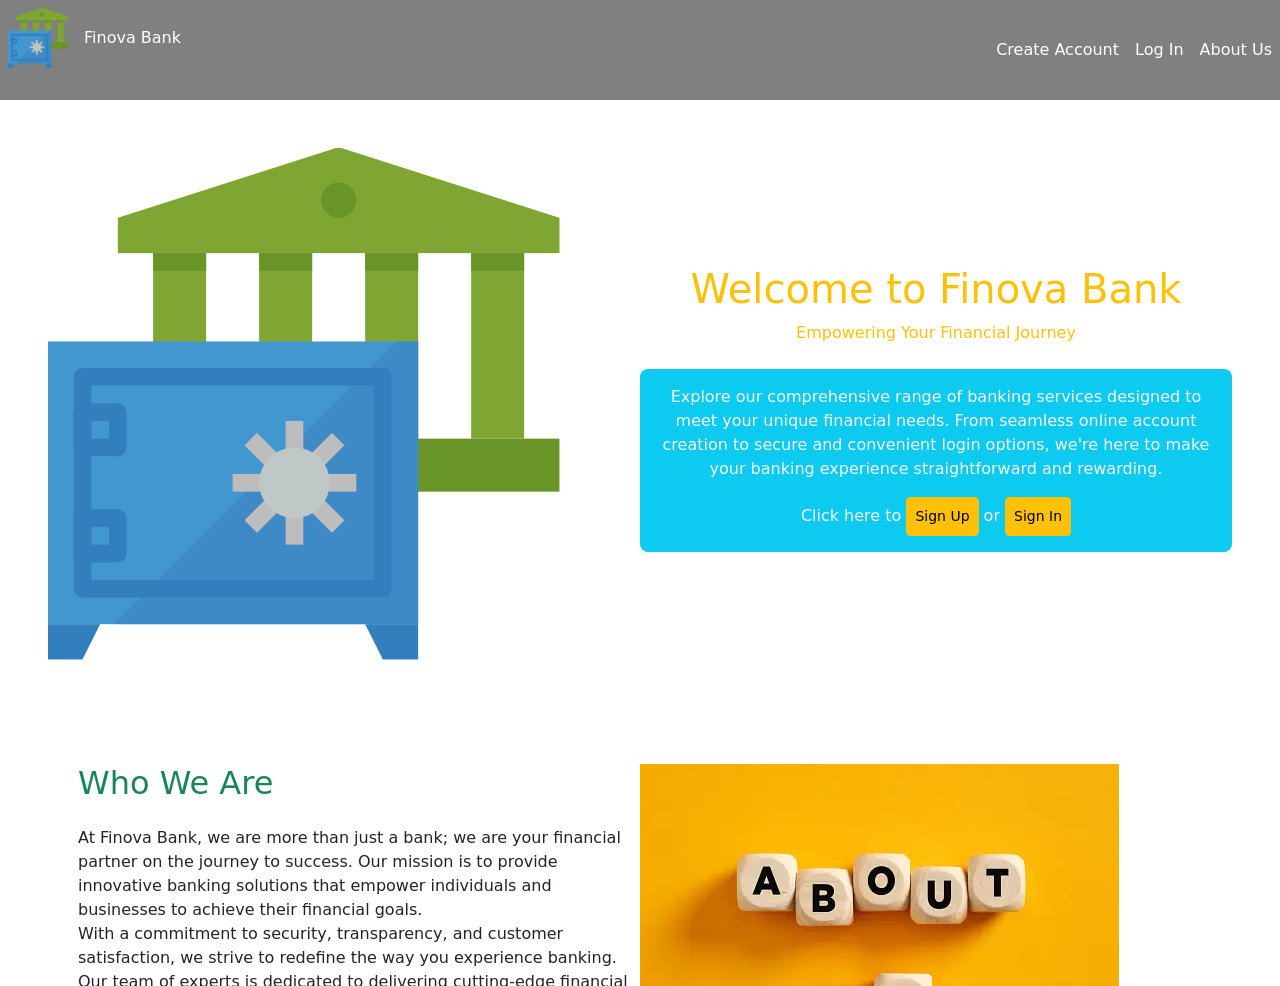 Finova Bank
Create Account Log In About Us
Welcome to Finova Bank
Empowering Your Financial Journey
Explore our comprehensive range of banking services designed to
meet your unique financial needs. From seamless online account
creation to secure and convenient login options, we're here to make
your banking experience straightforward and rewarding.
Click here to Sign Up or Sign In
Who We Are
At Finova Bank, we are more than just a bank; we are your financial
partner on the journey to success. Our mission is to provide
innovative banking solutions that empower individuals and
businesses to achieve their financial goals.
With a commitment to security, transparency, and customer
satisfaction, we strive to redefine the way you experience banking.
Our team of experts is dedicated to delivering cutting-edge financial
ABOUT